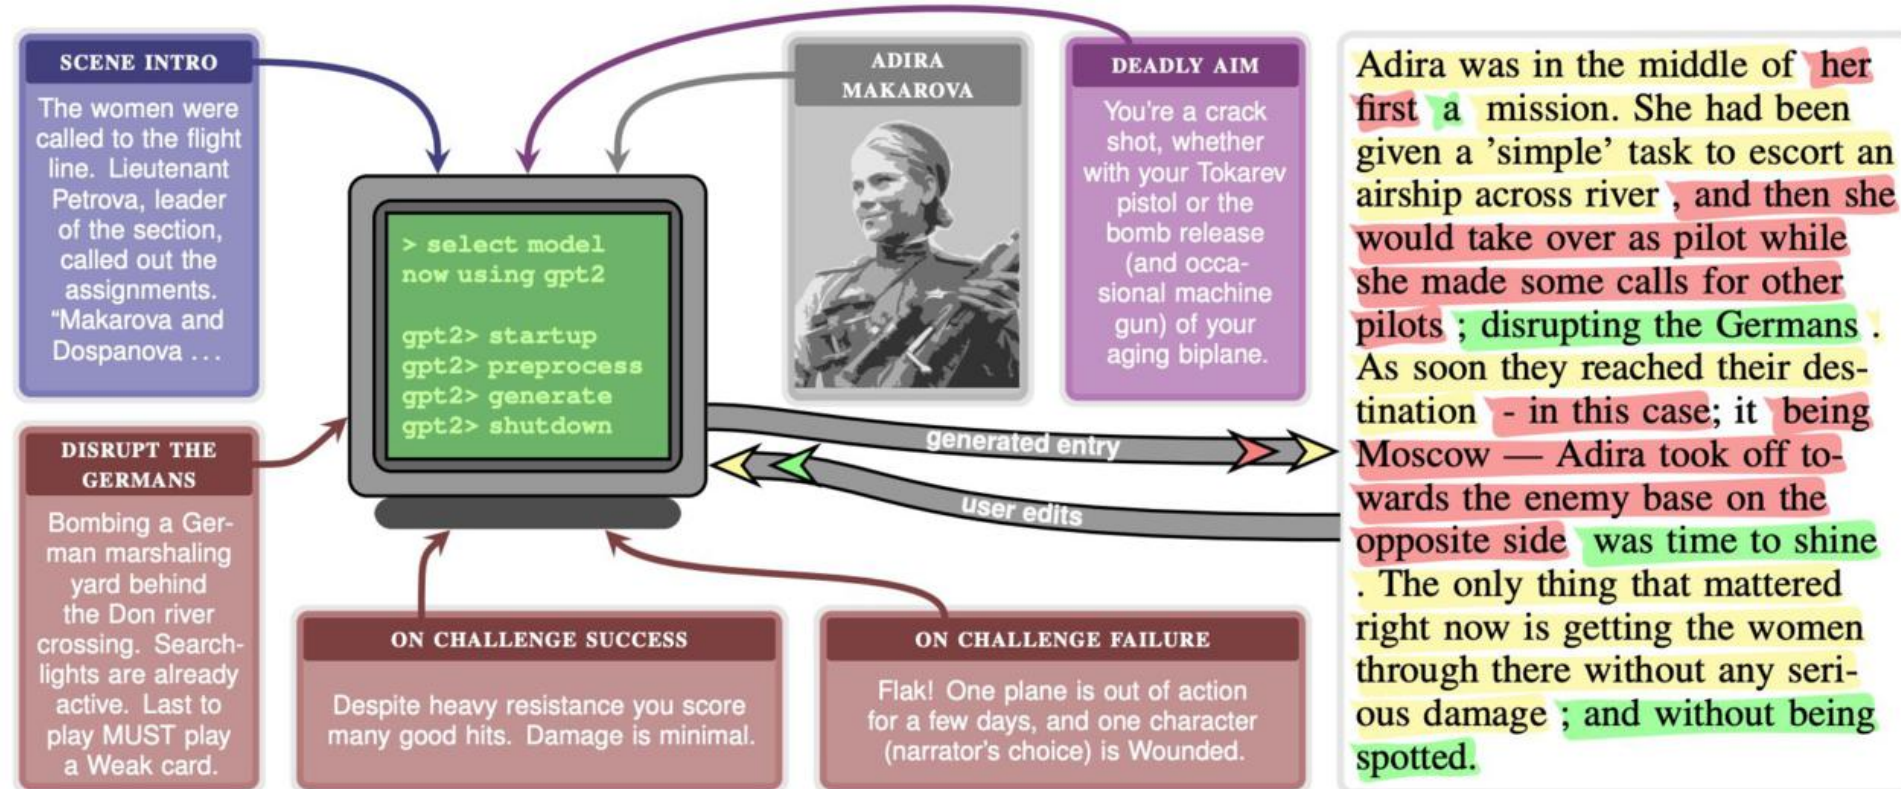 SCENE INTRO
The women were
called to the flight
line. Lieutenant
Petrova, leader
of the section,
called out the
assignments.
“Makarova and
Dospanova ...
DISRUPT THE
GERMANS
Bombing a Ger-
man marshaling
yard behind
the Don river
crossing. Search-
lights are already
active. Last to
play MUST play
a Weak card.
> select model
now using gpt2
gpt2> startup
gpt2> preprocess
gpt2> generate
gpt2> shutdown
ADIRA
MAKAROVA
DEADLY AIM
You're a crack
shot, whether
with your Tokarev
pistol or the
bomb release
(and occa-
sional machine
gun) of your
aging biplane.
generated entry
user edits
ON CHALLENGE SUCCESS
Despite heavy resistance you score
many good hits. Damage is minimal.
ON CHALLENGE FAILURE
Flak! One plane is out of action
for a few days, and one character
(narrator's choice) is Wounded.
Adira was in the middle of her
first a mission. She had been
given a 'simple' task to escort an
airship across river , and then she
would take over as pilot while
she made some calls for other
pilots ; disrupting the Germans .
As soon they reached their des-
tination - in this case; it being
Moscow — Adira took off to-
wards the enemy base on the
opposite side was time to shine
. The only thing that mattered
right now is getting the women
through there without any seri-
ous damage ; and without being
spotted.